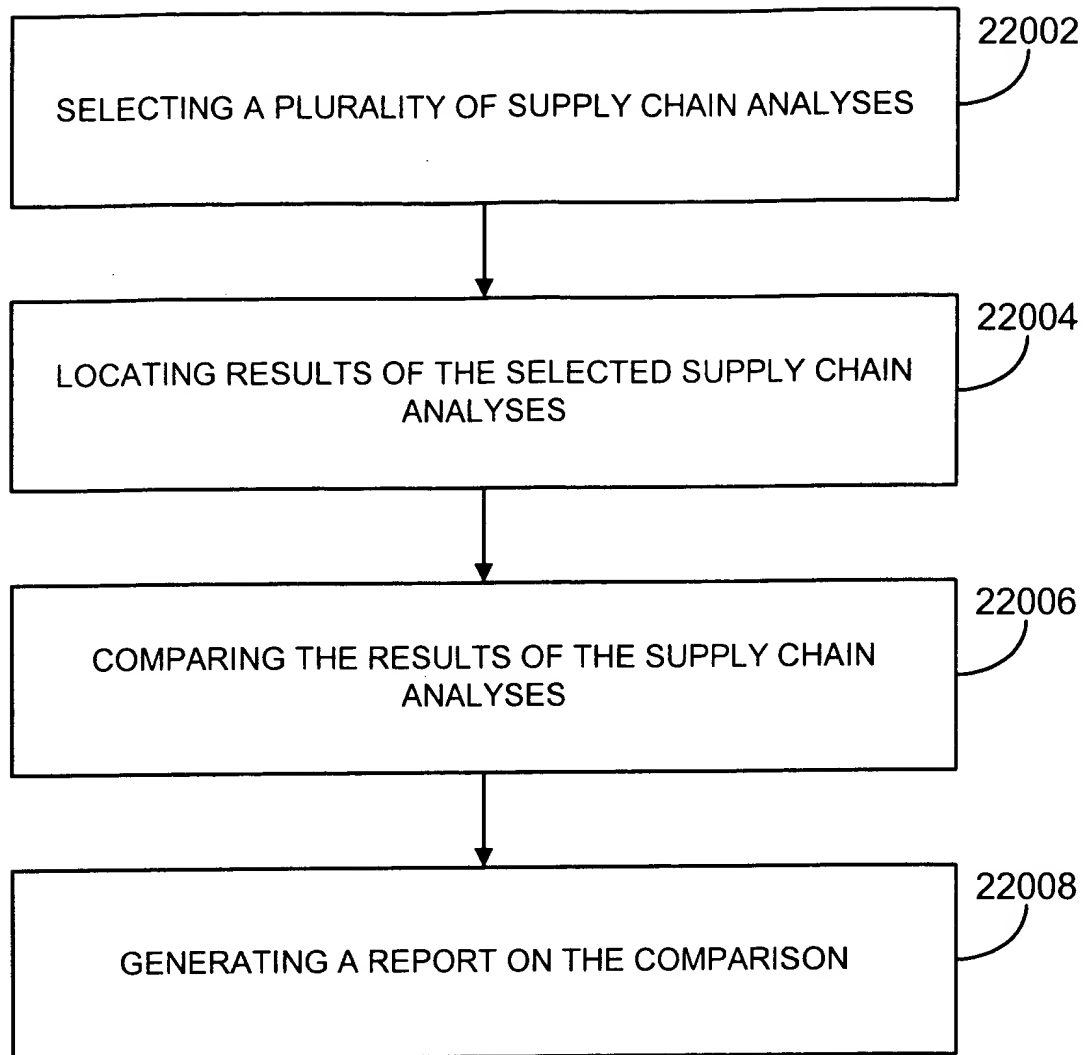 22002
SELECTING A PLURALITY OF SUPPLY CHAIN ANALYSES
22004
LOCATING RESULTS OF THE SELECTED SUPPLY CHAIN
ANALYSES
22006
COMPARING THE RESULTS OF THE SUPPLY CHAIN
ANALYSES
22008
GENERATING A REPORT ON THE COMPARISON